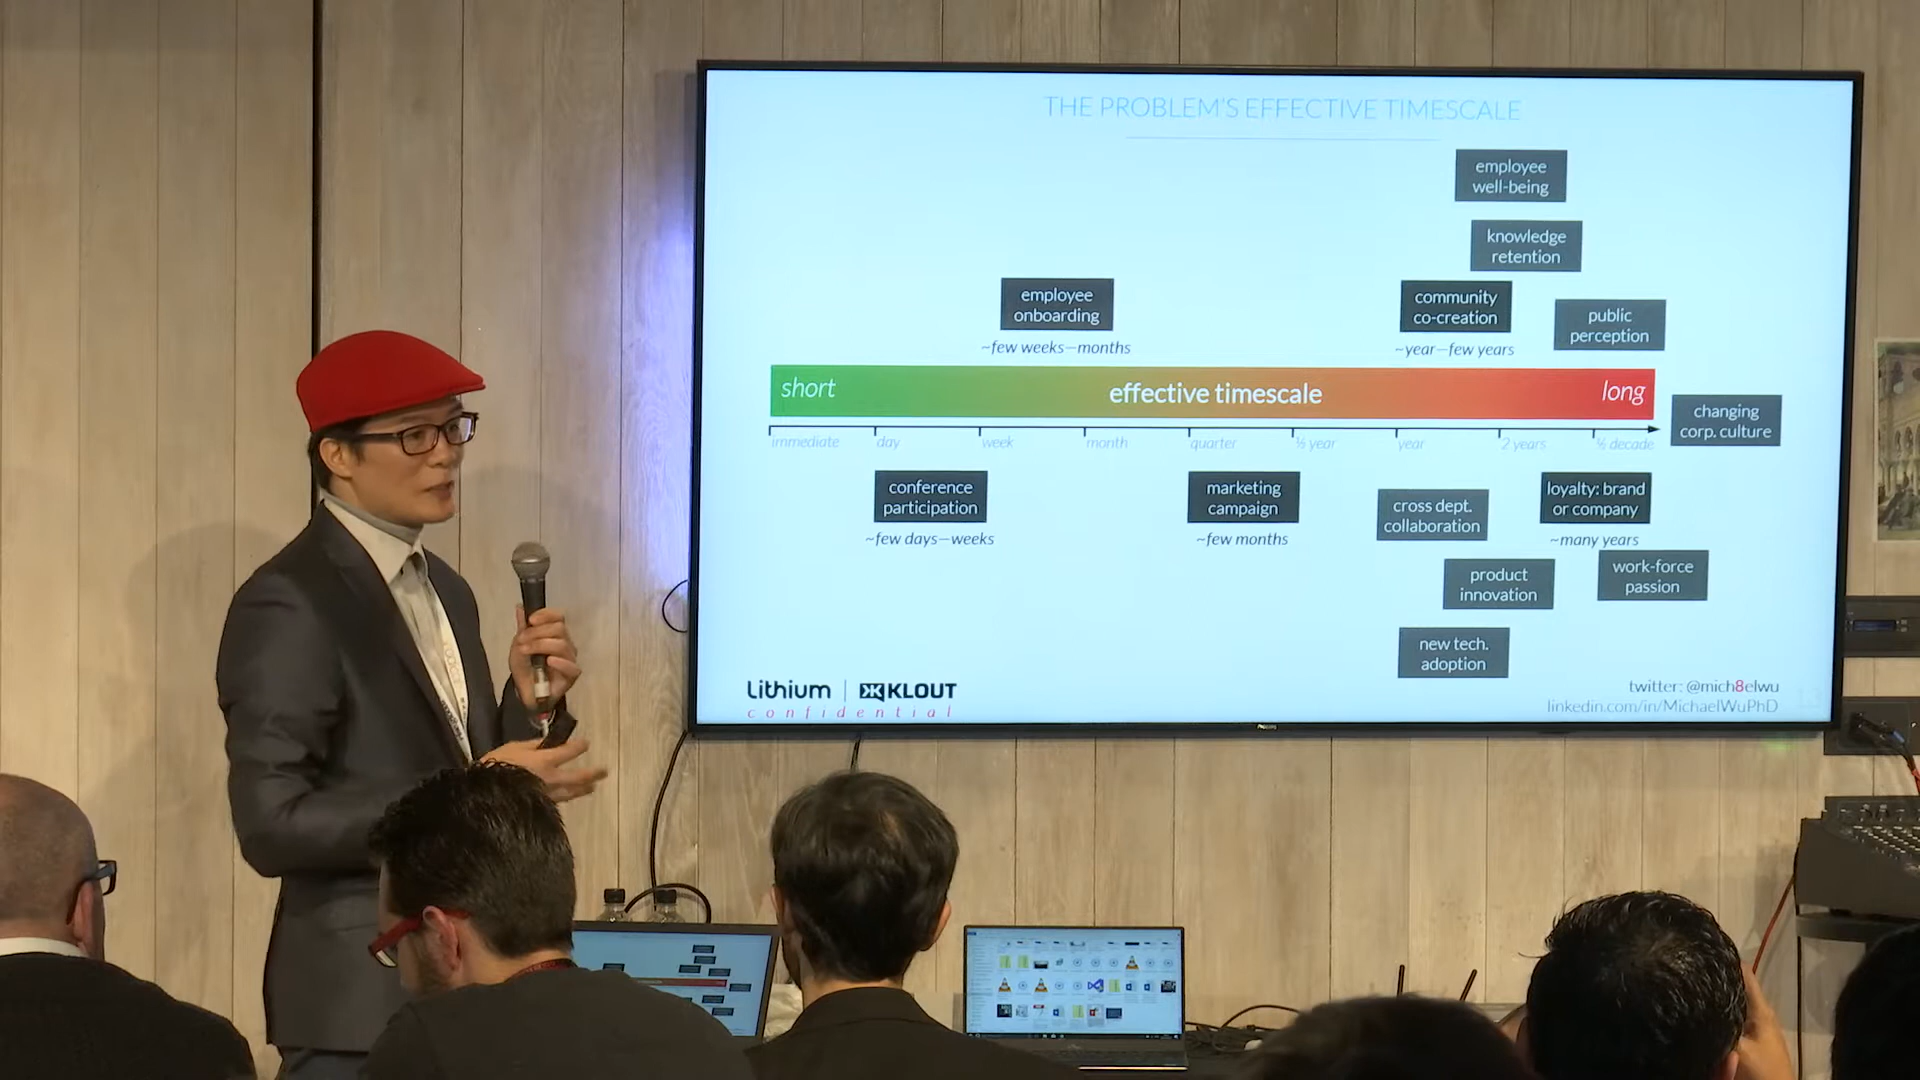 THE PROBLEM'S EFFECTIVE TIMESCALE
employee
well-being
knowledge
retention
employee
onboarding
~few weeks—months
community
co-creation
~year—few years
public
perception
short
effective timescale
long
changing
corp. culture
immediate
day
week
month
quarter
½ year
year
2 years
½ decade
conference
participation
~few days—weeks
marketing
campaign
~few months
cross dept.
collaboration
loyalty: brand
or company
~many years
product
innovation
work-force
passion
new tech.
adoption
Lithium
KLOUT
confidential
twitter: @mich8elwu
linkedin.com/in/MichaelWuPhD
13